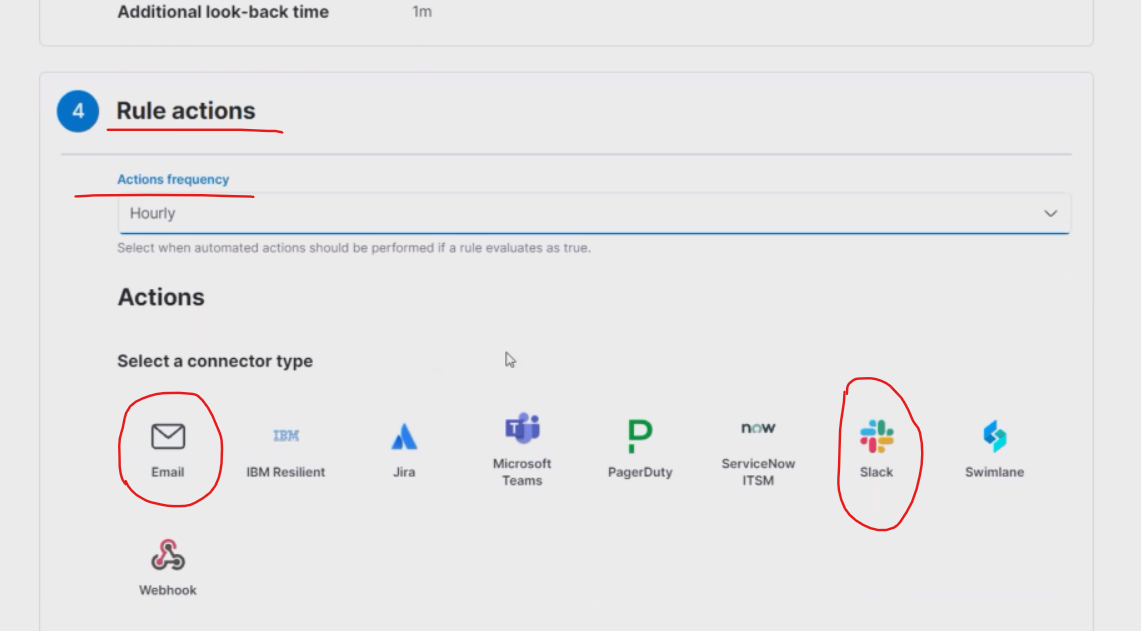 Additional look-back time 1m
4 Rule actions
Actions frequency
Hourly
Select when automated actions should be performed if a rule evaluates as true.
Actions
Select a connector type
IBM now
Email IBM Resilient Jira Microsoft Teams PagerDuty ServiceNow ITSM Slack Swimlane
Webhook